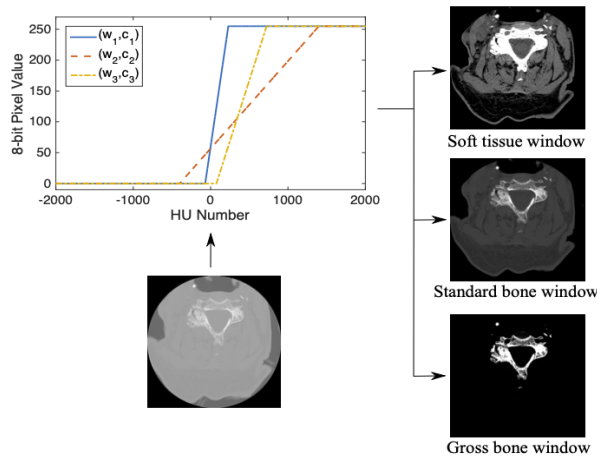 250
200
150
100
50
0
8-bit Pixel Value
(w1,c1)
(w2,c2)
(w3,c3)
-2000 -1000 0 1000 2000
HU Number
Soft tissue window
Standard bone window
Gross bone window